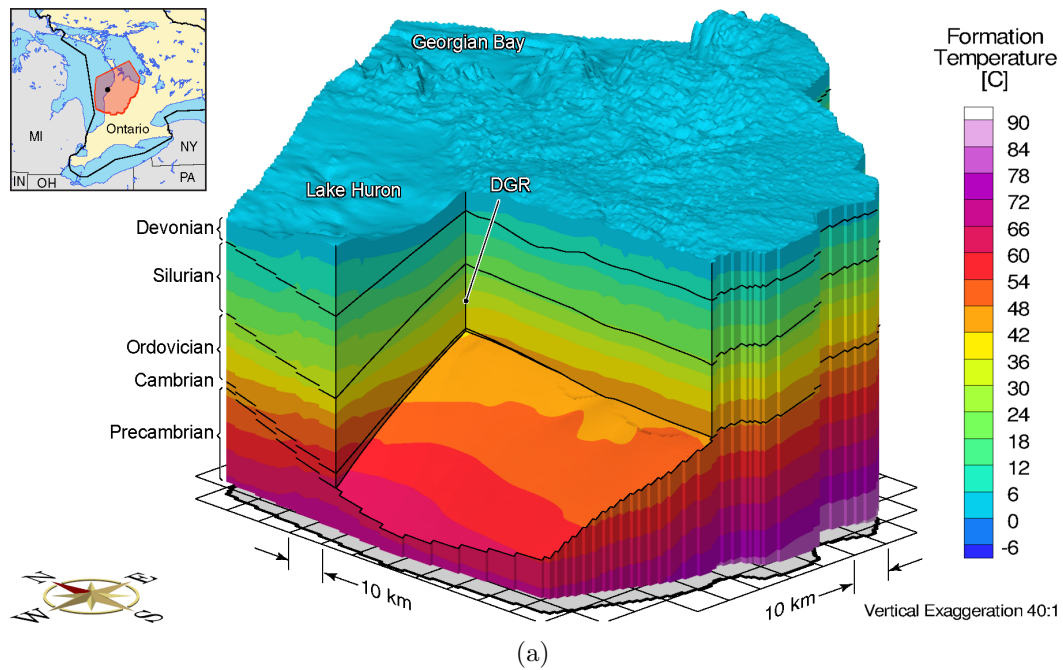 Georgian Bay
Lake Huron
DGR
MI
Ontario
NY
PA
IN
OH
Devonian
Silurian
Ordovician
Cambrian
Precambrian
Formation
Temperature
[C]
90
84
78
72
66
60
54
48
42
36
30
24
18
12
6
0
-6
N
E
W
S
10 km
10 km
Vertical Exaggeration 40:1
(a)